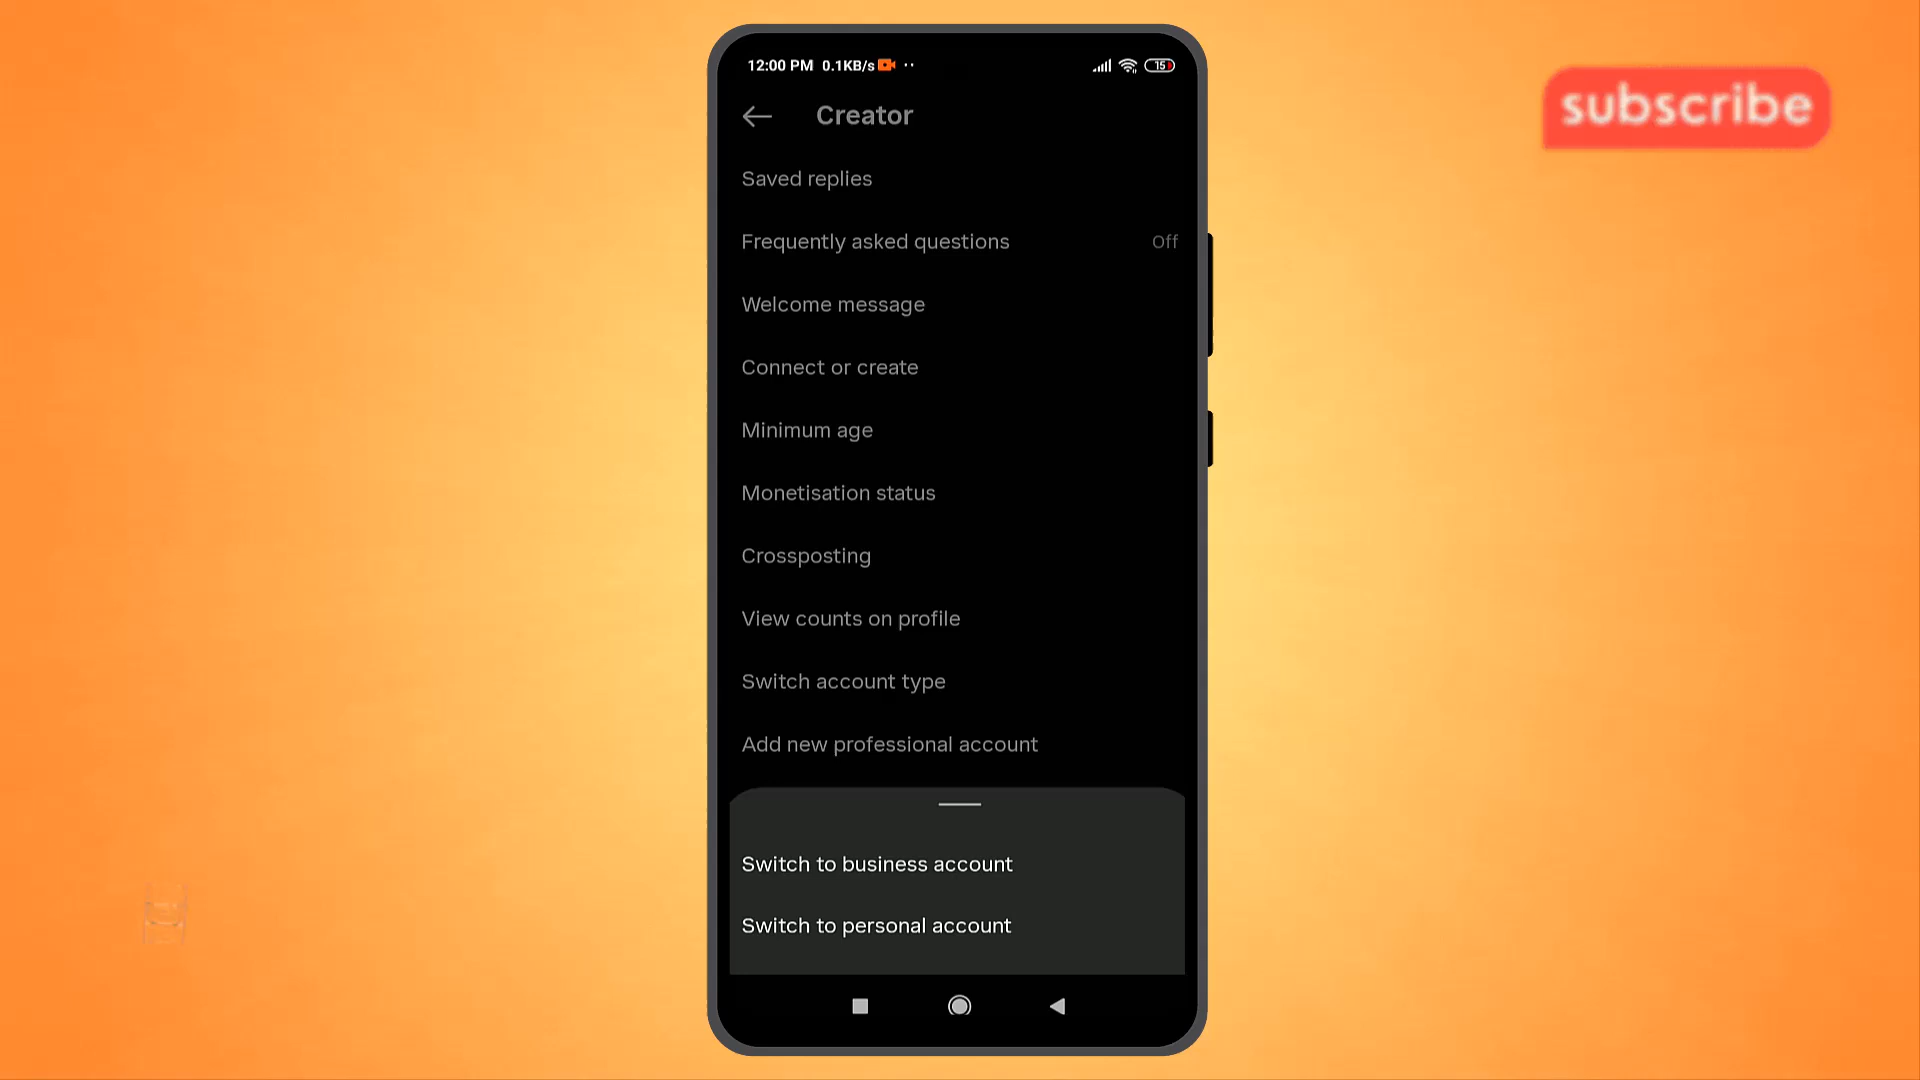 subscribe
12:00 PM 0.1KB/s
15
Creator
Saved replies
Frequently asked questions Off
Welcome message
Connect or create
Minimum age
Monetisation status
Crossposting
View counts on profile
Switch account type
Add new professional account
Switch to business account
Switch to personal account